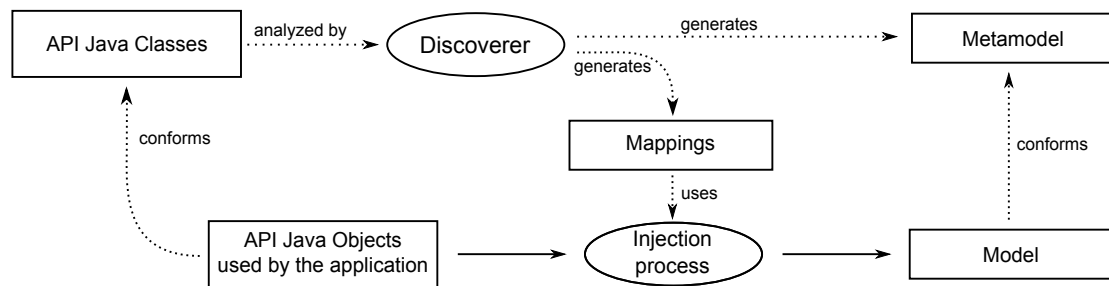 API Java Classes
analyzed by
Discoverer
generates
Metamodel
generates
conforms
Mappings
conforms
uses
API Java Objects
used by the application
Injection
process
Model